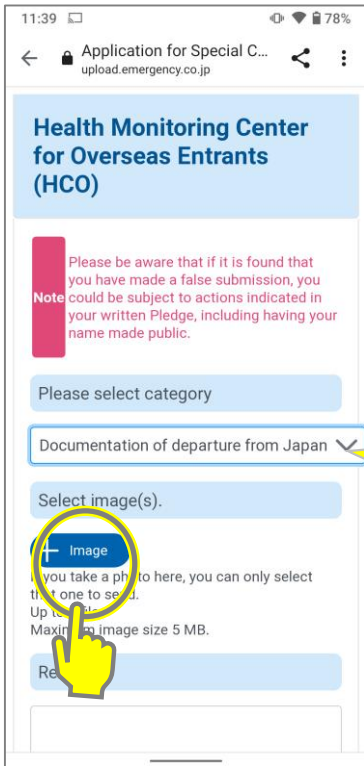 11:39 78%
Application for Special C...
upload.emergency.co.jp
Health Monitoring Center
for Overseas Entrants
(HCO)
Please be aware that if it is found that
you have made a false submission, you
Note could be subject to actions indicated in
your written Pledge, including having your
name made public.
Please select category
Documentation of departure from Japan
Select image(s).
+ Image
you take a photo here, you can only select
that one to send.
Up to
Maximum image size 5 MB.